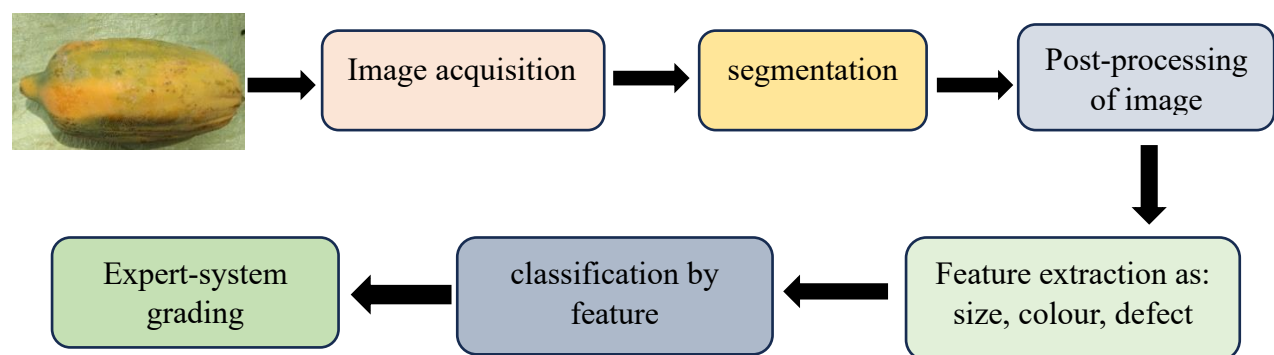 Image acquisition
segmentation
Post-processing
of image
Feature extraction as:
size, colour, defect
classification by
feature
Expert-system
grading